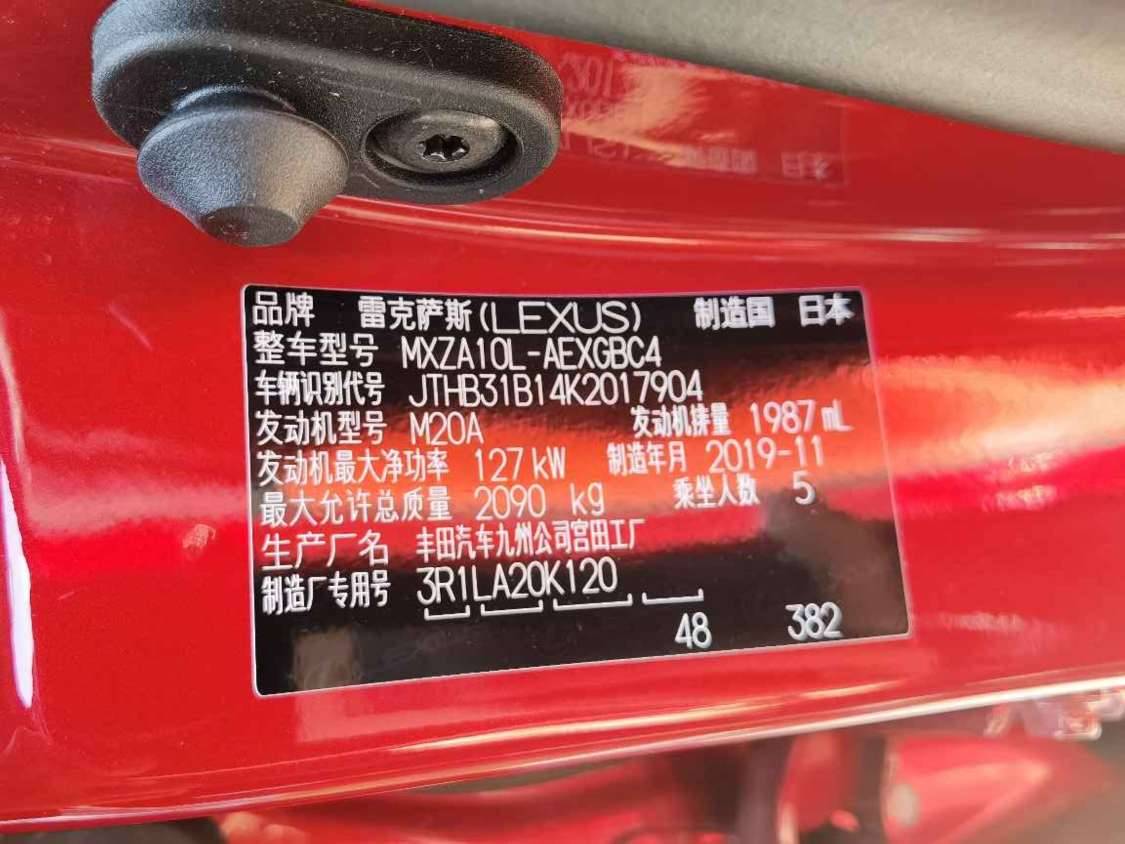 品牌 雷克萨斯(LEXUS) 制造国 日本
整车型号 MXZA10L-AEXGBC4
车辆识别代号 JTHB31B14K2017904
发动机型号 M20A 发动机排量 1987 mL
发动机最大净功率 127 kW 制造年月 2019-11
最大允许总质量 2090 kg 乘坐人数 5
生产厂名 丰田汽车九州公司宫田工厂
制造厂专用号 3R1LA20K120
48 382